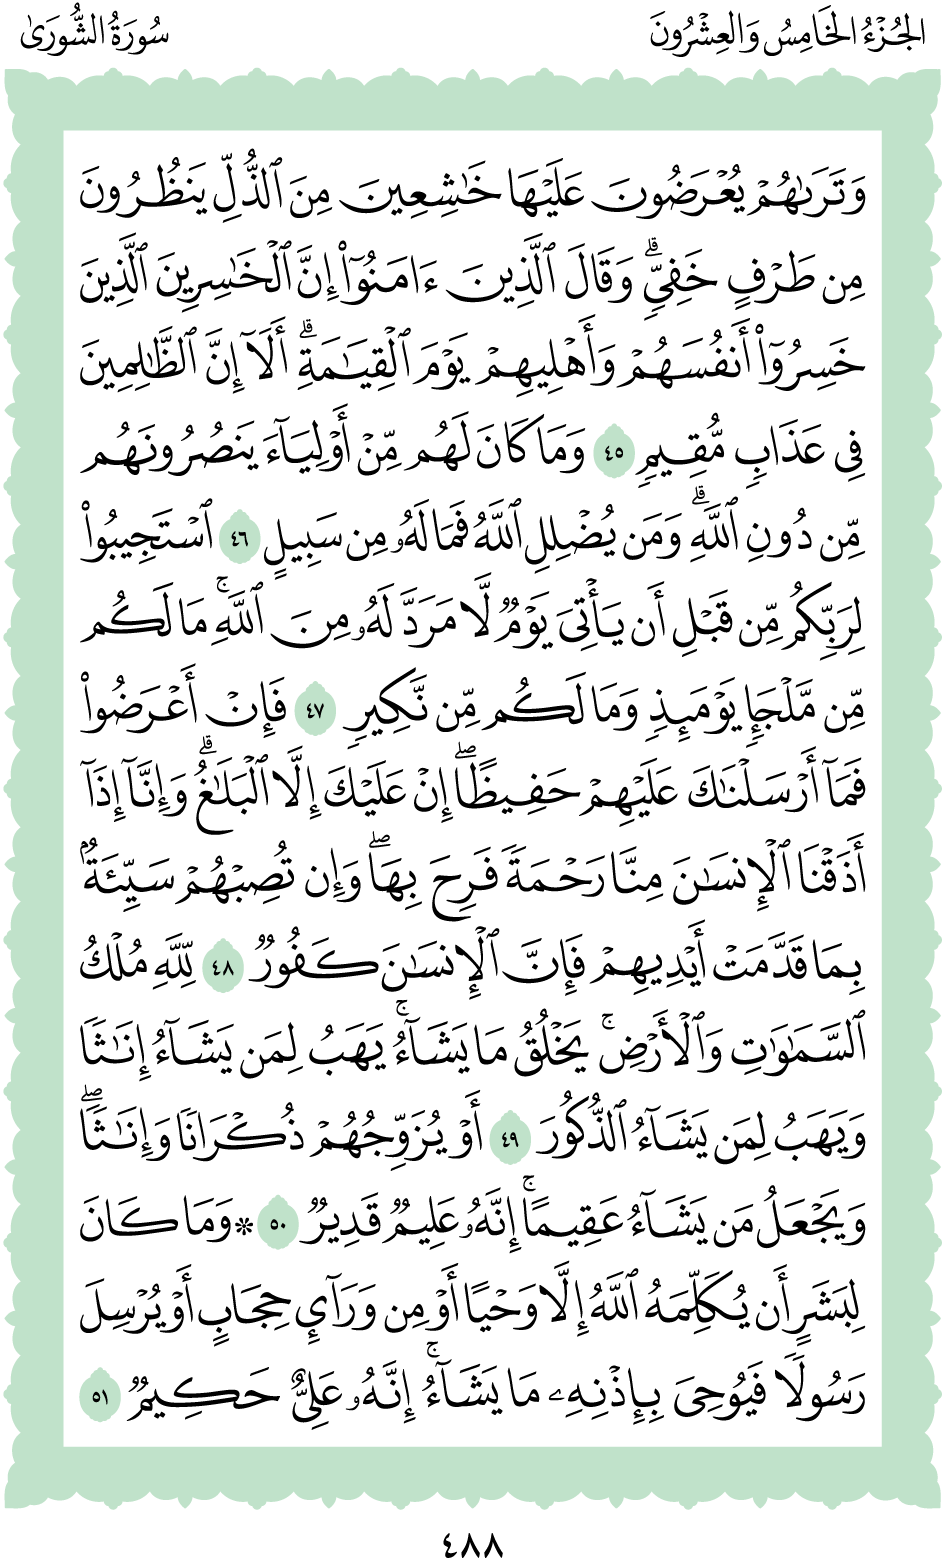 الجُزْءُ الخَامِسُ وَالعِشْرُونَ
سُورَةُ الشُّورَىٰ
وَتَرَىٰهُمْ يُعْرَضُونَ عَلَيْهَا خَٰشِعِينَ مِنَ ٱلذُّلِّ يَنظُرُونَ
مِن طَرْفٍ خَفِيٍّۗ وَقَالَ ٱلَّذِينَ ءَامَنُوٓا۟ إِنَّ ٱلْخَٰسِرِينَ ٱلَّذِينَ
خَسِرُوٓا۟ أَنفُسَهُمْ وَأَهْلِيهِمْ يَوْمَ ٱلْقِيَٰمَةِۗ أَلَآ إِنَّ ٱلظَّٰلِمِينَ
فِى عَذَابٍ مُّقِيمٍ ٤٥ وَمَا كَانَ لَهُم مِّنْ أَوْلِيَآءَ يَنصُرُونَهُم
مِّن دُونِ ٱللَّهِۗ وَمَن يُضْلِلِ ٱللَّهُ فَمَا لَهُۥ مِن سَبِيلٍ ٤٦ ٱسْتَجِيبُوا۟
لِرَبِّكُم مِّن قَبْلِ أَن يَأْتِىَ يَوْمٌ لَّا مَرَدَّ لَهُۥ مِنَ ٱللَّهِۚ مَا لَكُم
مِّن مَّلْجَإٍ يَوْمَئِذٍ وَمَا لَكُم مِّن نَّكِيرٍ ٤٧ فَإِنْ أَعْرَضُوا۟
فَمَآ أَرْسَلْنَٰكَ عَلَيْهِمْ حَفِيظًاۖ إِنْ عَلَيْكَ إِلَّا ٱلْبَلَٰغُۗ وَإِنَّآ إِذَآ
أَذَقْنَا ٱلْإِنسَٰنَ مِنَّا رَحْمَةً فَرِحَ بِهَاۖ وَإِن تُصِبْهُمْ سَيِّئَةٌۢ
بِمَا قَدَّمَتْ أَيْدِيهِمْ فَإِنَّ ٱلْإِنسَٰنَ كَفُورٌ ٤٨ لِّلَّهِ مُلْكُ
ٱلسَّمَٰوَٰتِ وَٱلْأَرْضِۚ يَخْلُقُ مَا يَشَآءُۚ يَهَبُ لِمَن يَشَآءُ إِنَٰثًا
وَيَهَبُ لِمَن يَشَآءُ ٱلذُّكُورَ ٤٩ أَوْ يُزَوِّجُهُمْ ذُكْرَانًا وَإِنَٰثًاۖ
وَيَجْعَلُ مَن يَشَآءُ عَقِيمًاۚ إِنَّهُۥ عَلِيمٌ قَدِيرٌ ٥٠ * وَمَا كَانَ
لِبَشَرٍ أَن يُكَلِّمَهُ ٱللَّهُ إِلَّا وَحْيًا أَوْ مِن وَرَآئِ حِجَابٍ أَوْ يُرْسِلَ
رَسُولًا فَيُوحِىَ بِإِذْنِهِۦ مَا يَشَآءُۚ إِنَّهُۥ عَلِىٌّ حَكِيمٌ ٥١
٤٨٨